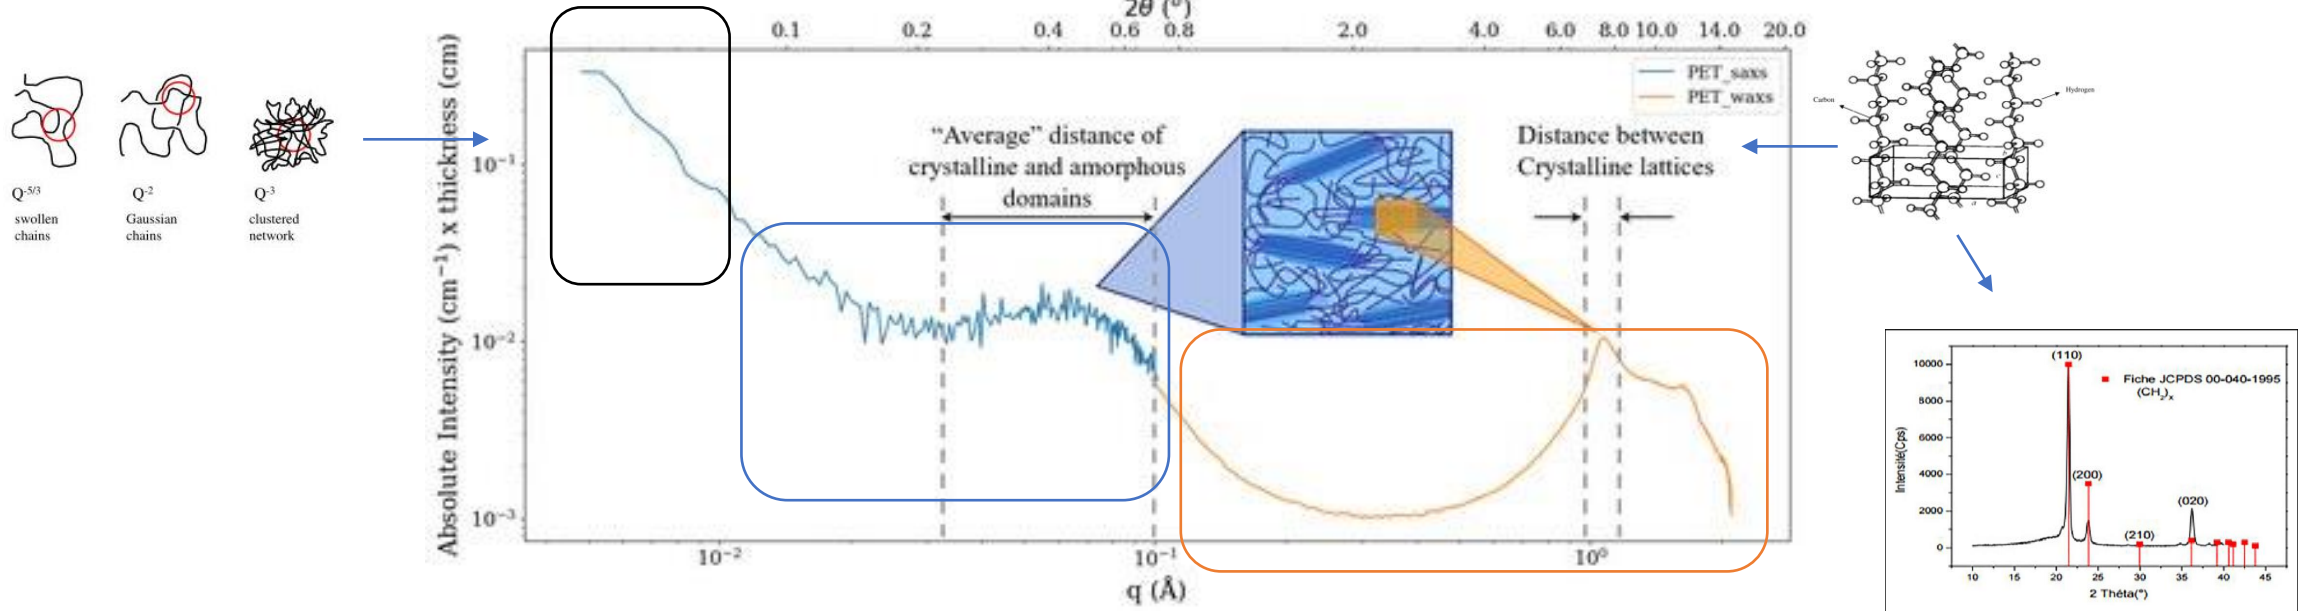 2θ (°)
0.1 0.2 0.4 0.6 0.8 2.0 4.0 6.0 8.0 10.0 14.0 20.0
Absolute Intensity (cm⁻¹) x thickness (cm)
10⁻¹
10⁻²
10⁻³
10⁻² 10⁻¹ 10⁰
q (Å)
PET_saxs
PET_waxs
“Average” distance of
crystalline and amorphous
domains
Distance between
Crystalline lattices
Q⁻⁵/³
swollen
chains
Q⁻²
Gaussian
chains
Q⁻³
clustered
network
Carbon
Hydrogen
(110)
(200)
(210)
(020)
Fiche JCPDS 00-040-1995
(CH₂)ₓ
Intensité(Cps)
10000
8000
6000
4000
2000
0
10 15 20 25 30 35 40 45
2 Théta(°)